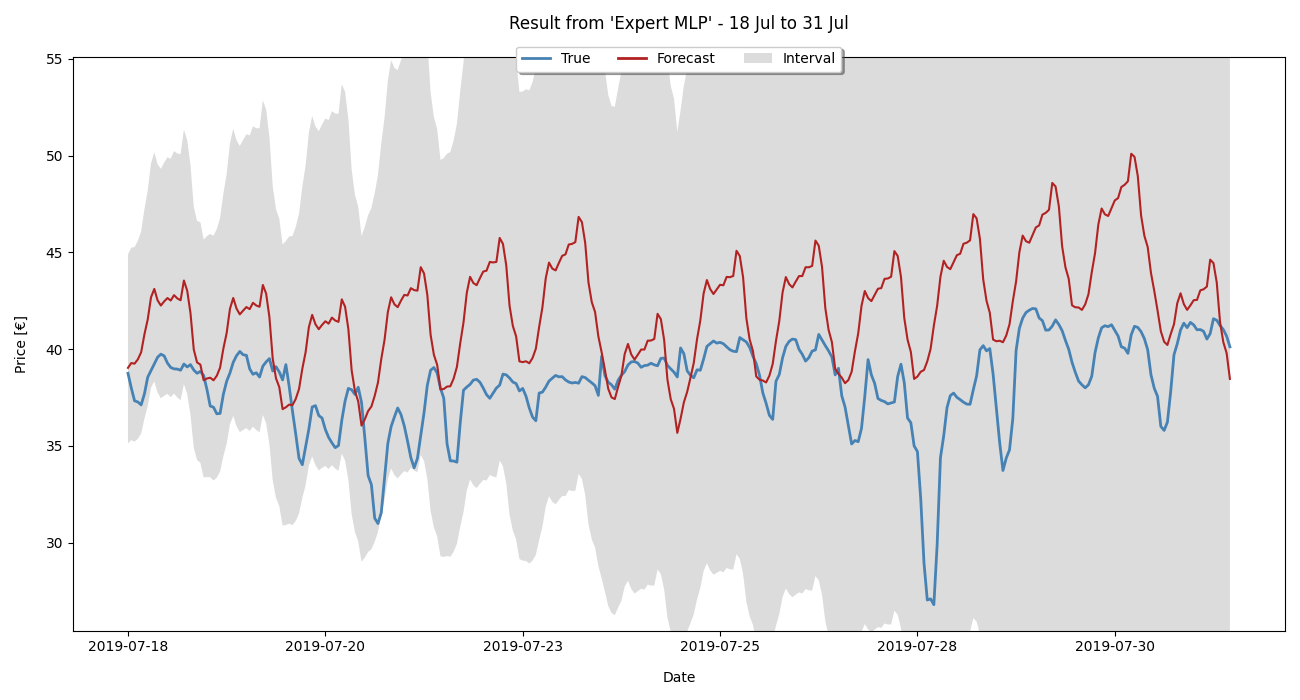 Result from 'Expert MLP' - 18 Jul to 31 Jul
True Forecast Interval
55
50
45
40
35
30
Price [€]
2019-07-18 2019-07-20 2019-07-23 2019-07-25 2019-07-28 2019-07-30
Date